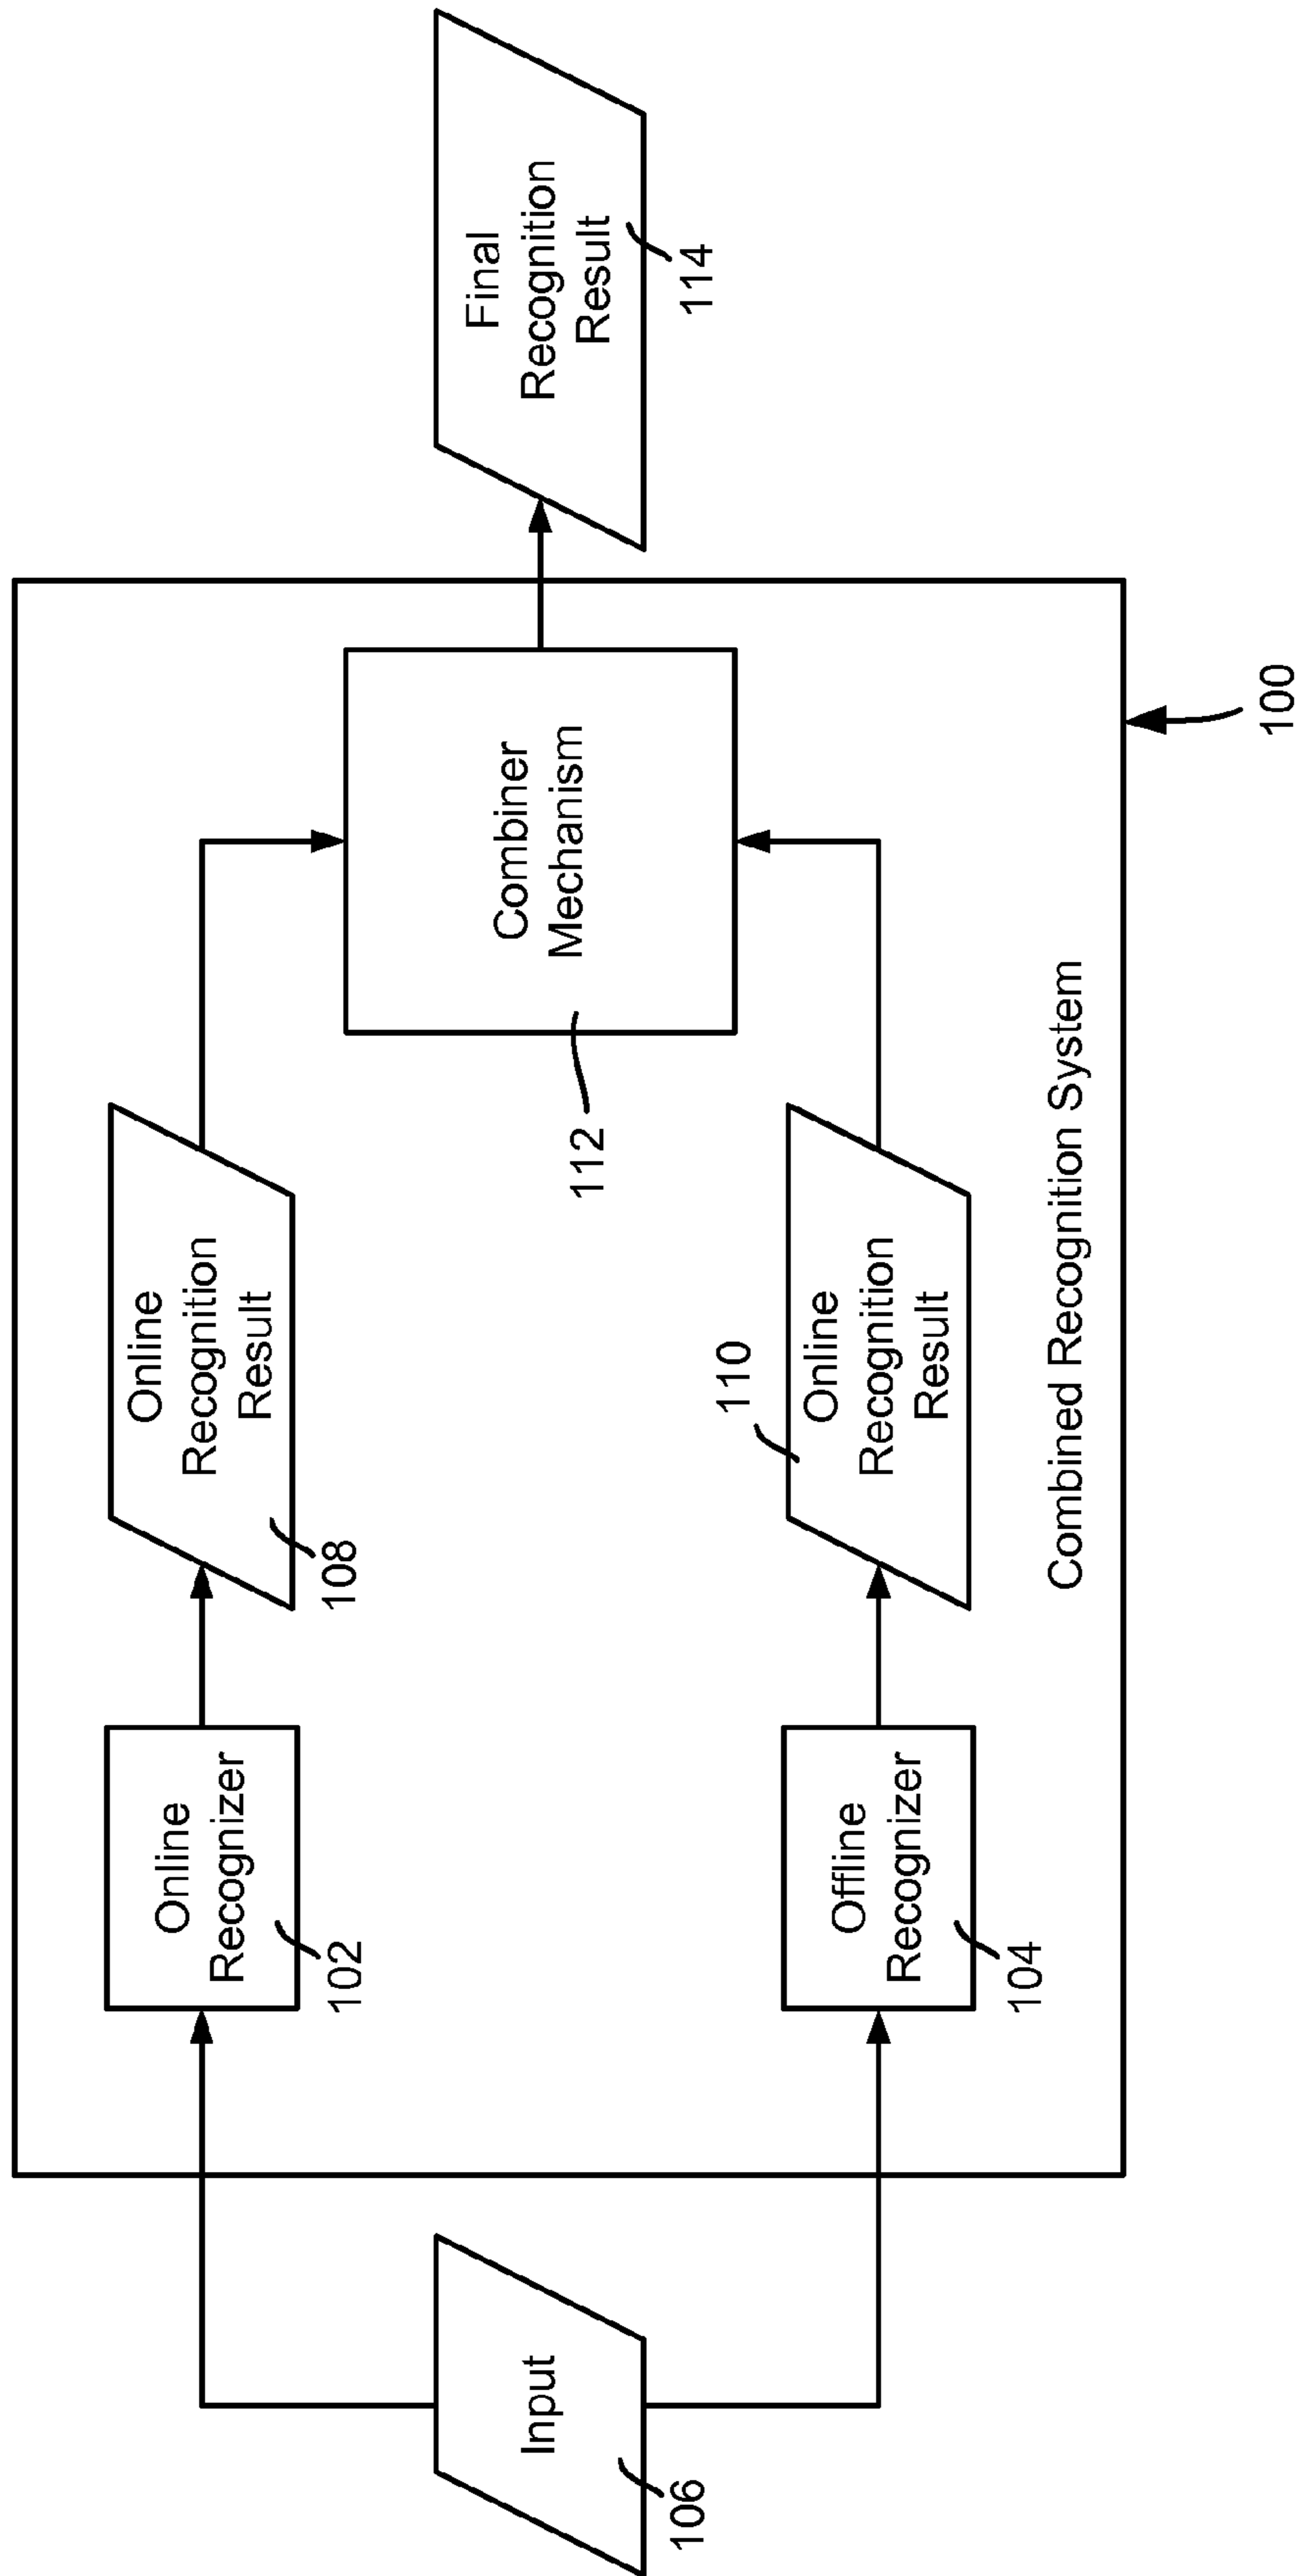 Input
106
Online
Recognizer
102
Offline
Recognizer
104
Online
Recognition
Result
108
Online
Recognition
Result
110
Combiner
Mechanism
112
Combined Recognition System
100
Final
Recognition
Result
114